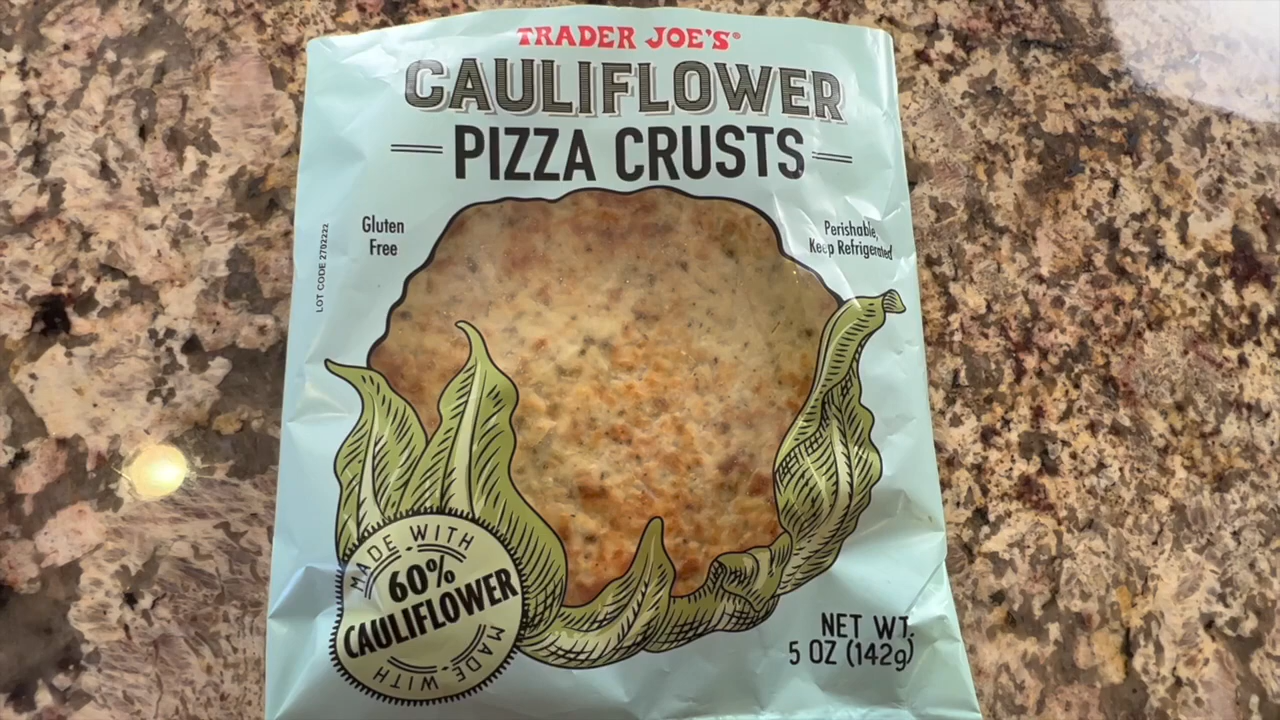 TRADER JOE'S®
CAULIFLOWER
PIZZA CRUSTS
Gluten
Free
Perishable,
Keep Refrigerated
LOT CODE 2702222
MADE WITH
60%
CAULIFLOWER
MADE WITH
NET WT.
5 OZ (142g)